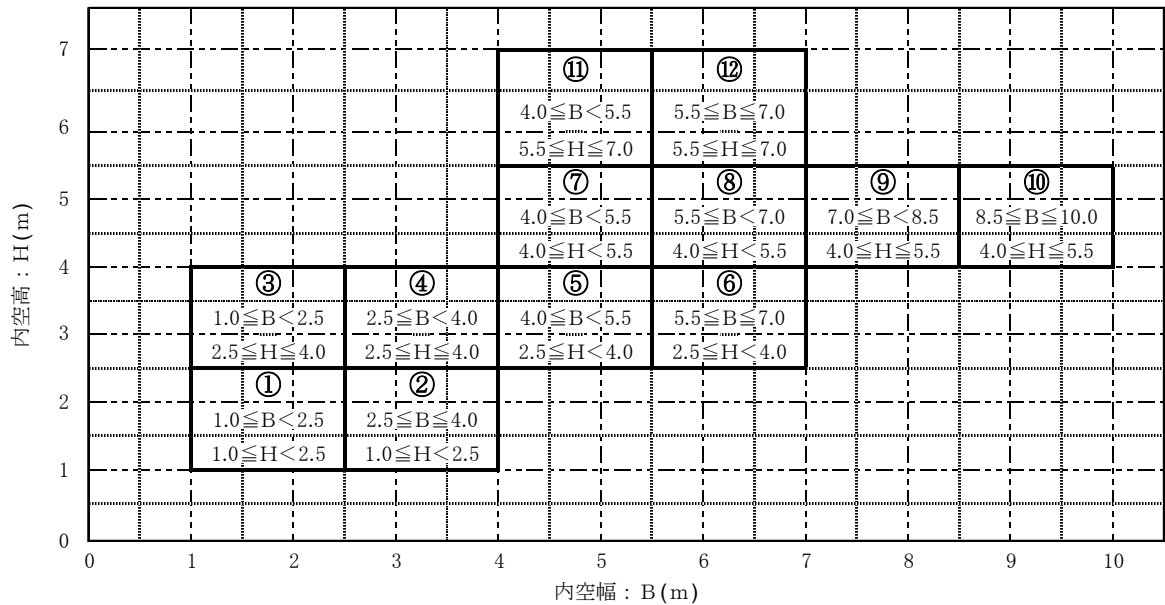 7
⑪
⑫
4.0≦B<5.5
5.5≦B≦7.0
6
5.5≦H≦7.0
5.5≦H≦7.0
⑦
⑧
⑨
⑩
5
4.0≦B<5.5
5.5≦B<7.0
7.0≦B<8.5
8.5≦B≦10.0
4.0≦H<5.5
4.0≦H<5.5
4.0≦H≦5.5
4.0≦H≦5.5
内空高:H(m)
4
③
④
⑤
⑥
1.0≦B<2.5
2.5≦B<4.0
4.0≦B<5.5
5.5≦B≦7.0
3
2.5≦H≦4.0
2.5≦H≦4.0
2.5≦H<4.0
2.5≦H<4.0
①
②
2
1.0≦B<2.5
2.5≦B≦4.0
1.0≦H<2.5
1.0≦H<2.5
1
0
0 1 2 3 4 5 6 7 8 9 10
内空幅:B(m)